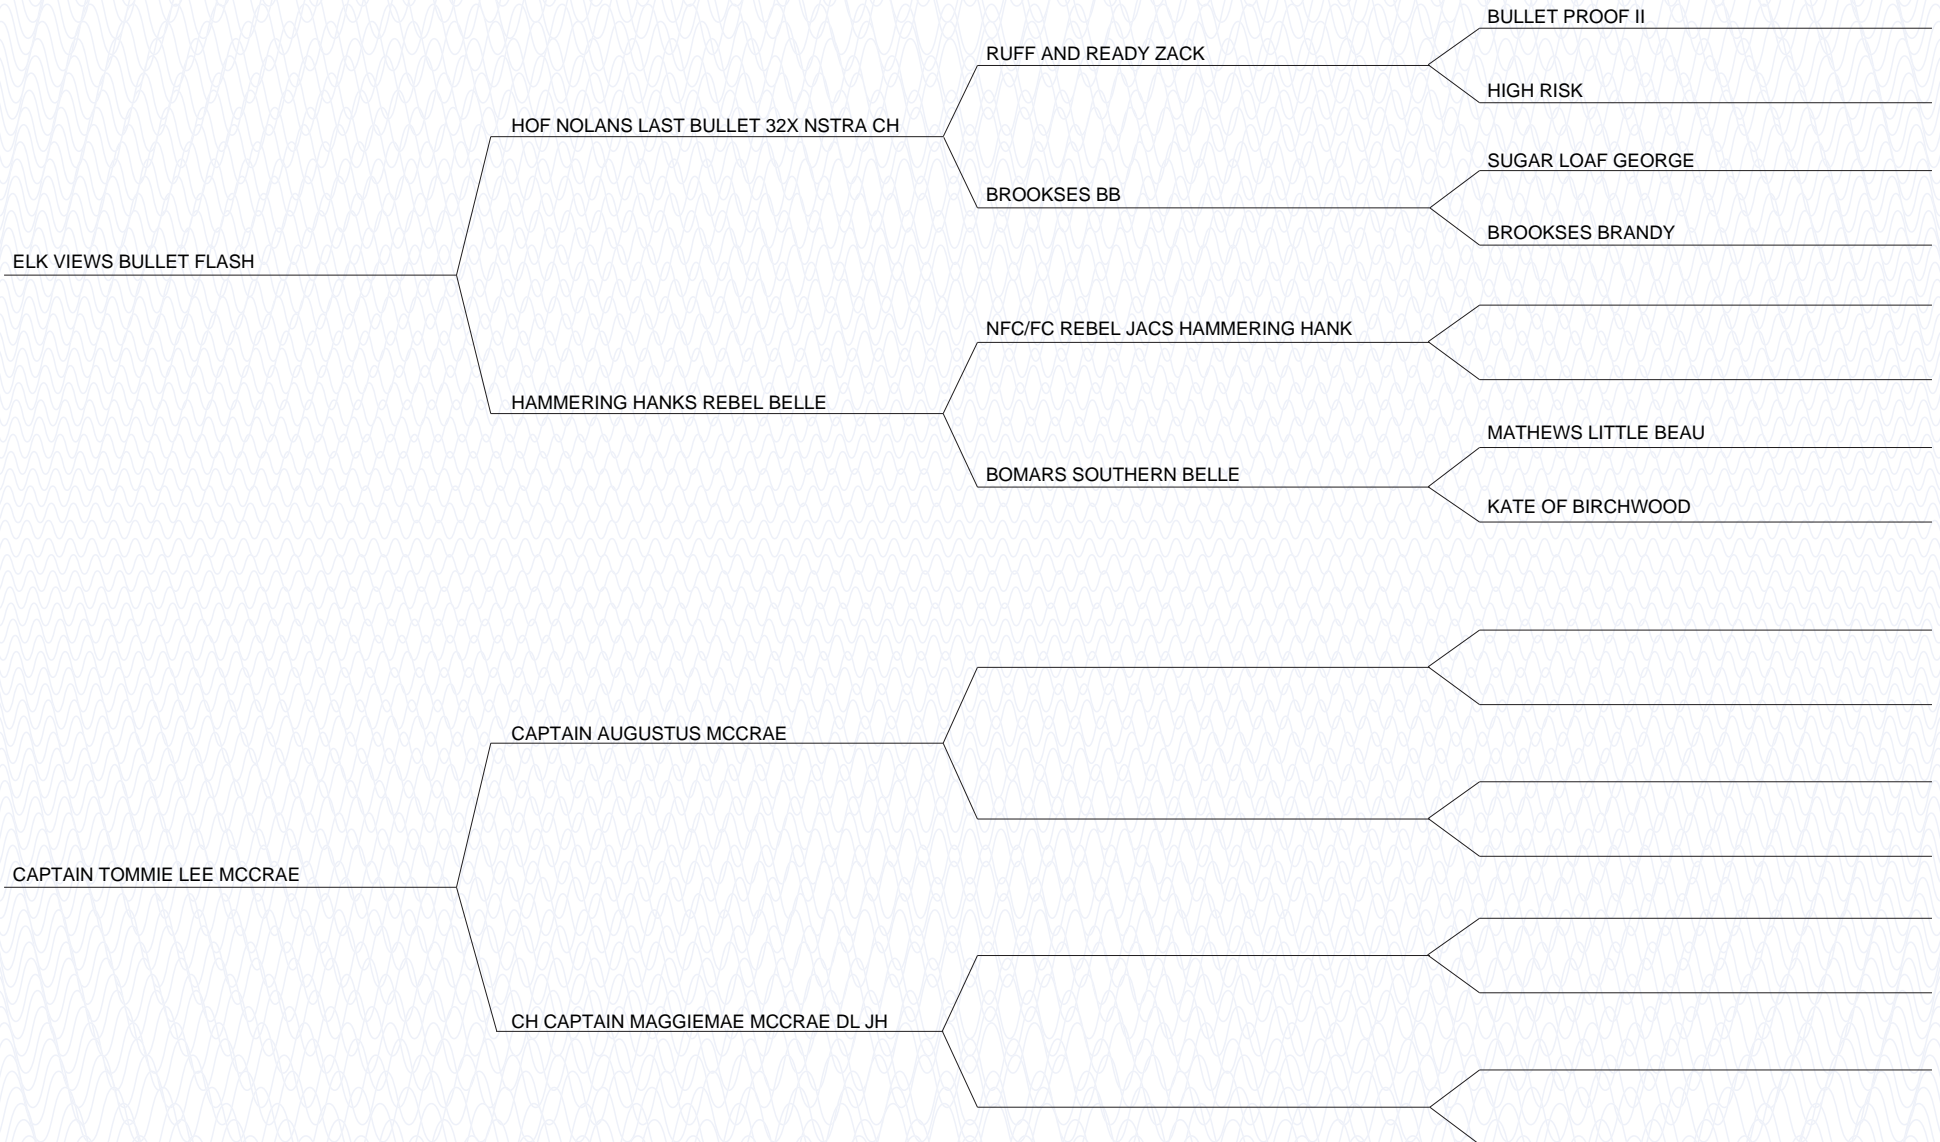 BULLET PROOF II
RUFF AND READY ZACK
HIGH RISK
HOF NOLANS LAST BULLET 32X NSTRA CH
SUGAR LOAF GEORGE
BROOKSES BB
BROOKSES BRANDY
ELK VIEWS BULLET FLASH
NFC/FC REBEL JACS HAMMERING HANK
HAMMERING HANKS REBEL BELLE
MATHEWS LITTLE BEAU
BOMARS SOUTHERN BELLE
KATE OF BIRCHWOOD
CAPTAIN AUGUSTUS MCCRAE
CAPTAIN TOMMIE LEE MCCRAE
CH CAPTAIN MAGGIEMAE MCCRAE DL JH